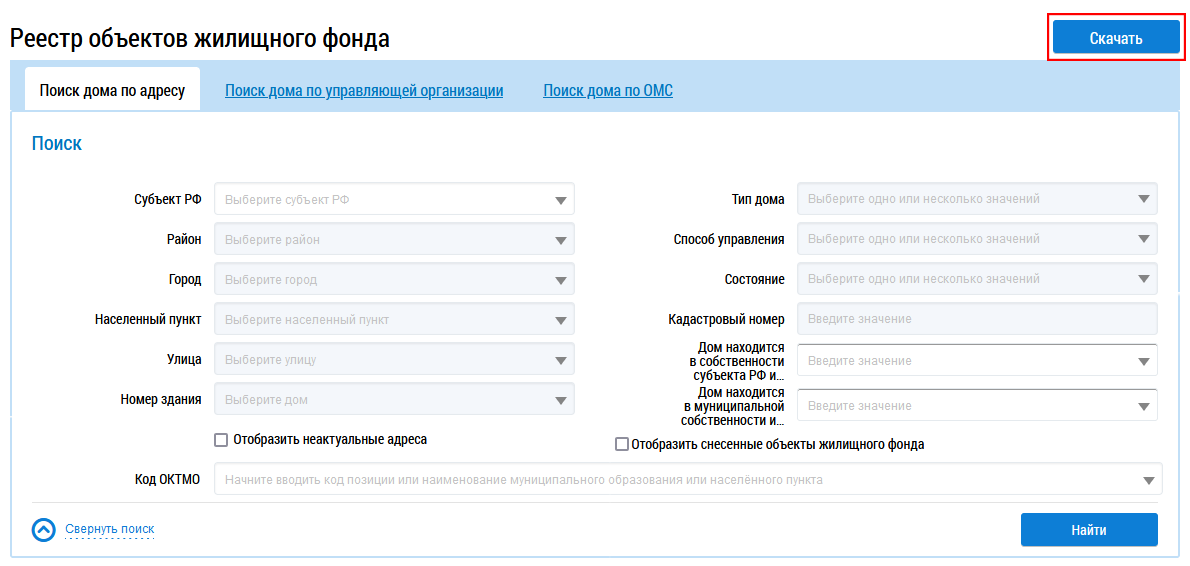 Реестр объектов жилищного фонда
Скачать
Поиск дома по адресу
Поиск дома по управляющей организации
Поиск дома по ОМС
Поиск
Субъект РФ
Выберите субъект РФ
Район
Выберите район
Город
Выберите город
Населенный пункт
Выберите населенный пункт
Улица
Выберите улицу
Номер здания
Выберите дом
Отобразить неактуальные адреса
Тип дома
Выберите одно или несколько значений
Способ управления
Выберите одно или несколько значений
Состояние
Выберите одно или несколько значений
Кадастровый номер
Введите значение
Дом находится
в собственности
субъекта РФ и...
Введите значение
Дом находится
в муниципальной
собственности и...
Введите значение
Отобразить снесенные объекты жилищного фонда
Код ОКТМО
Начните вводить код позиции или наименование муниципального образования или населённого пункта
Свернуть поиск
Найти